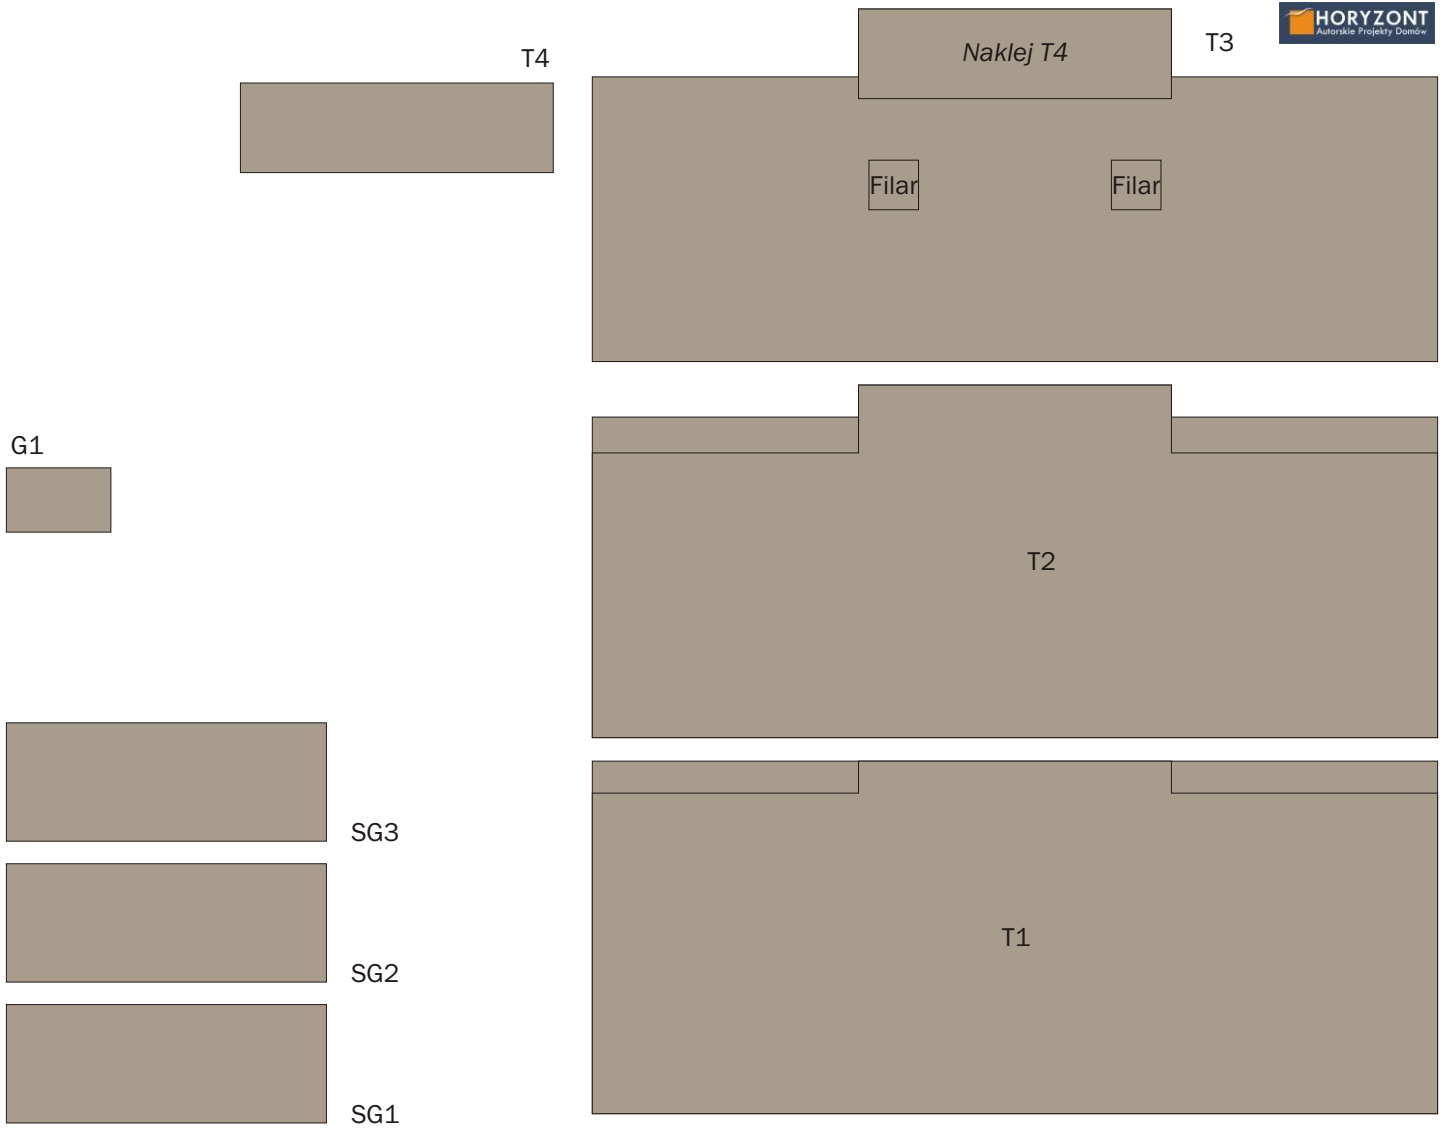 HORYZONT
Autorskie Projekty Domów
T4
Naklej T4
T3
Filar
Filar
G1
T2
SG3
T1
SG2
SG1